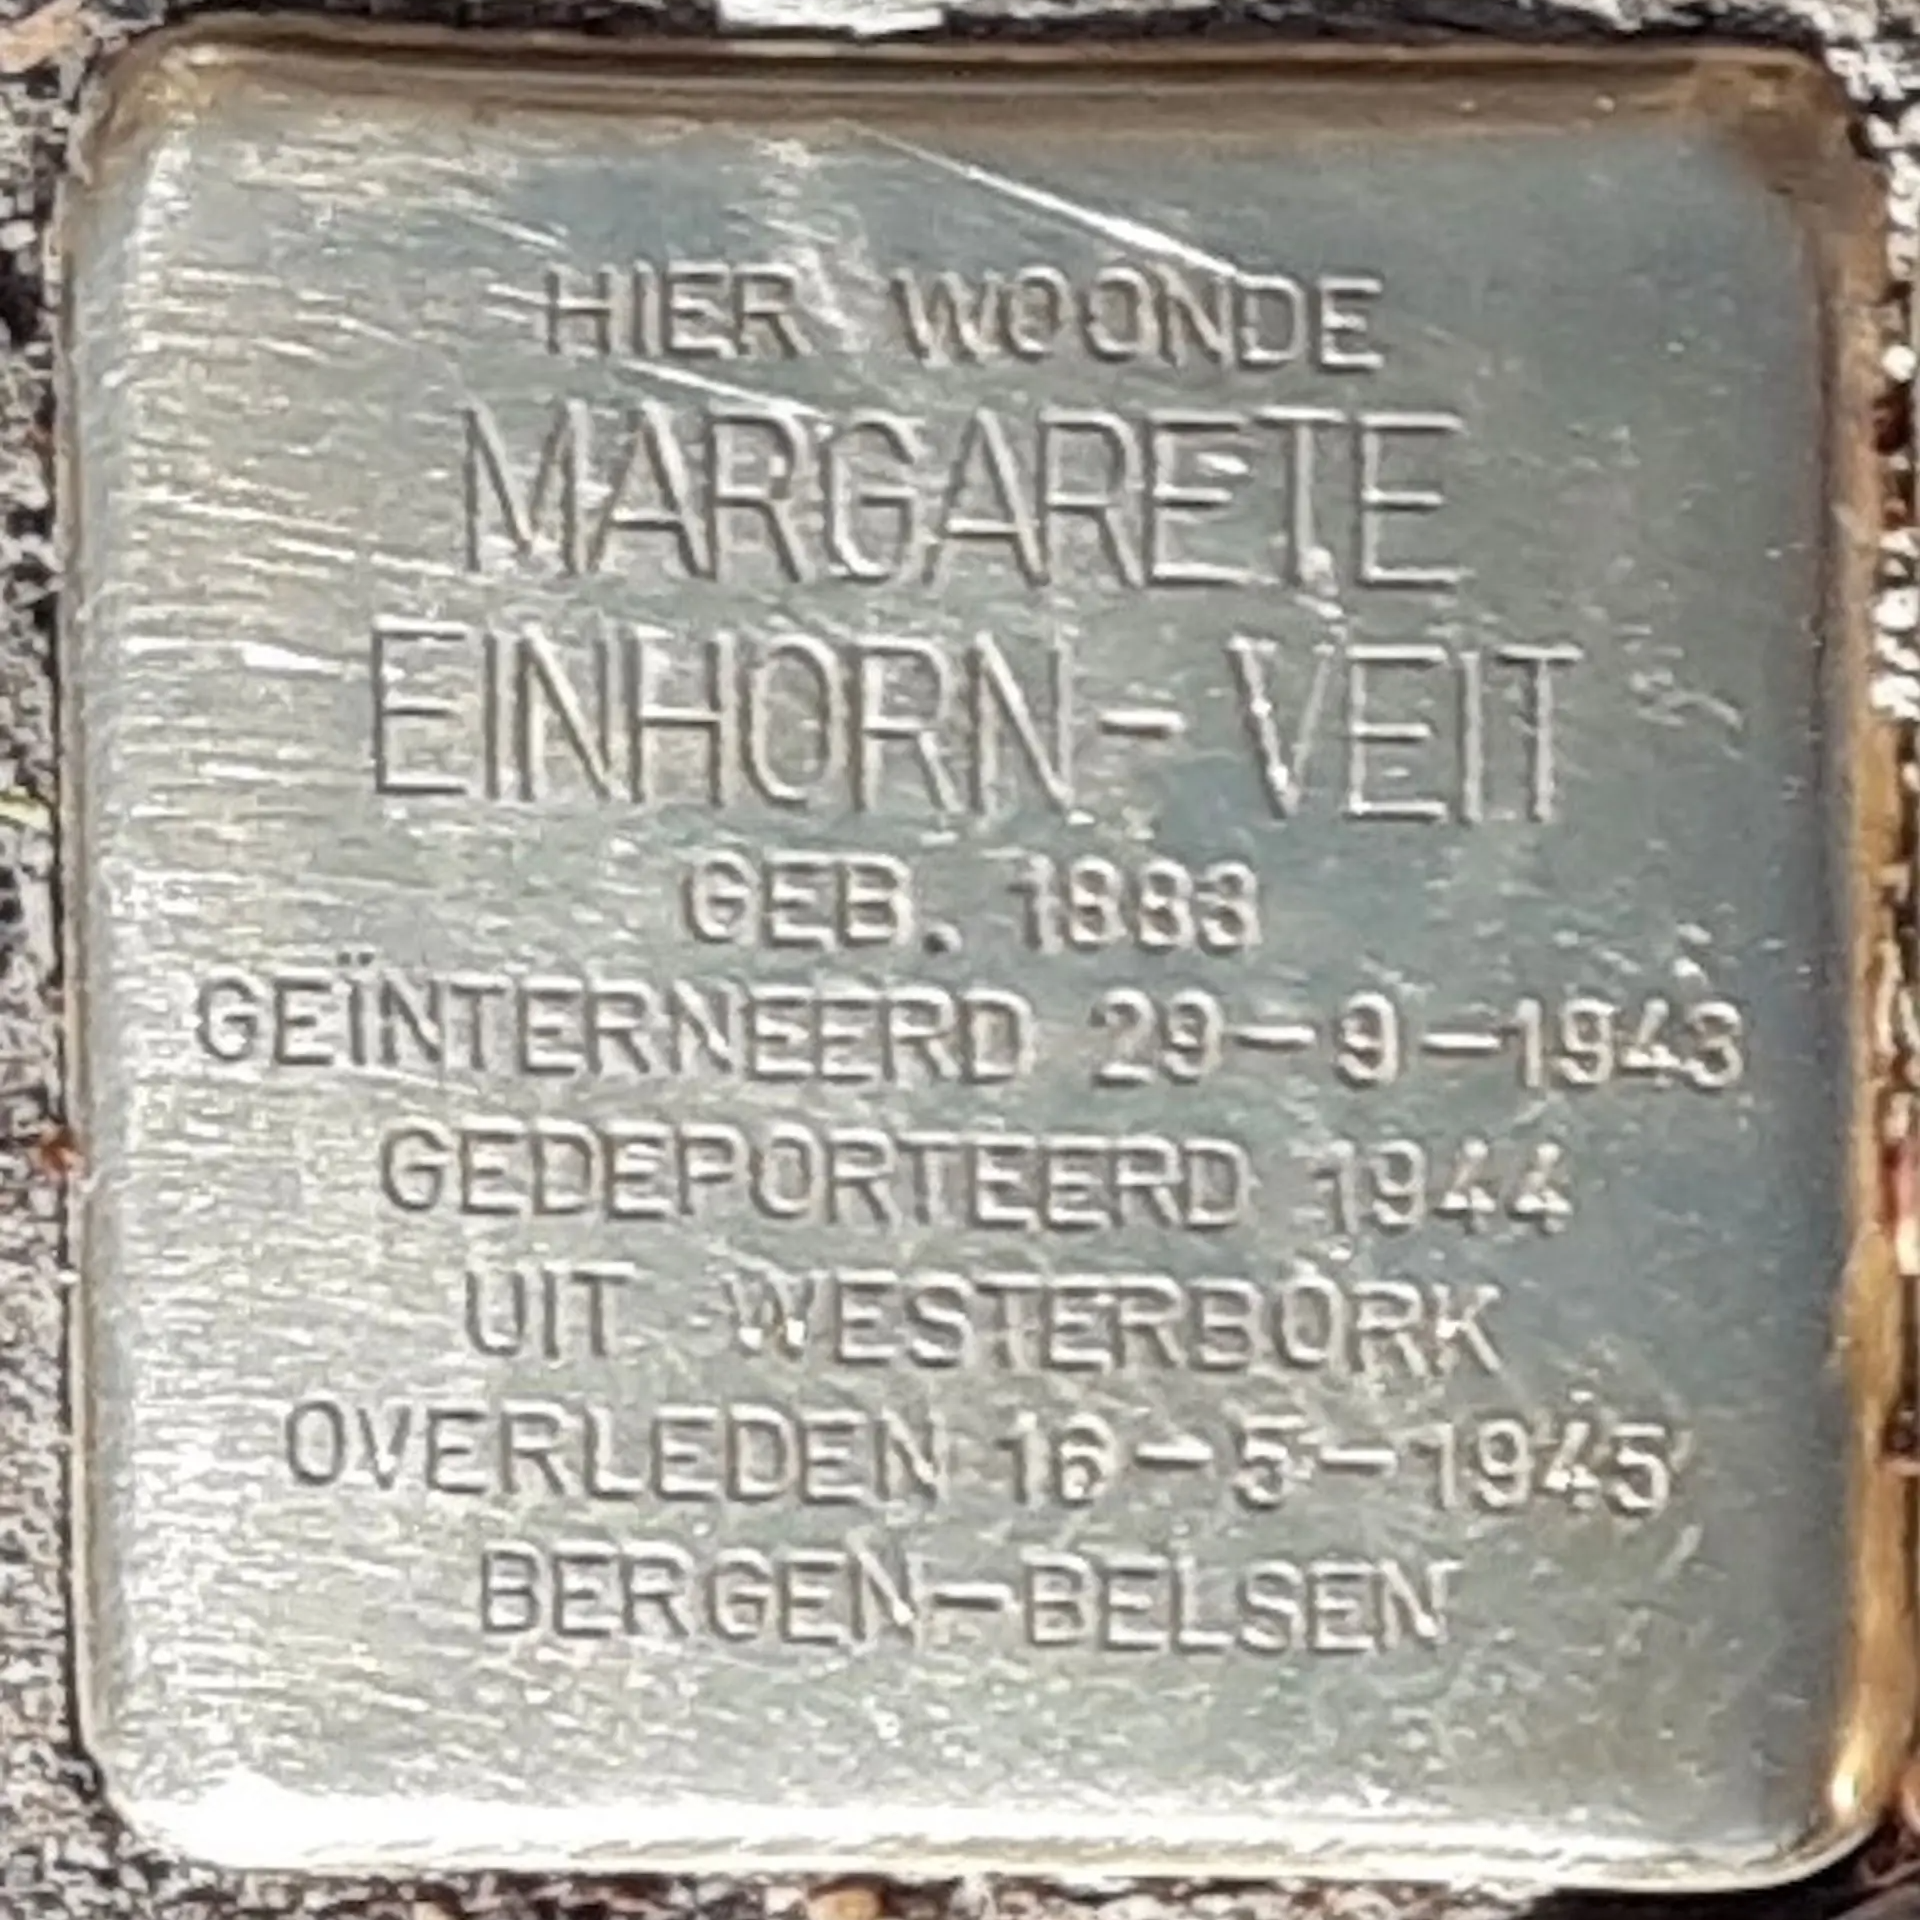 HIER WOONDE
MARGARETE
EINHORN-VEIT
GEB. 1883
GEÏNTERNEERD 29-9-1943
GEDEPORTEERD 1944
UIT WESTERBORK
OVERLEDEN 16-5-1945
BERGEN-BELSEN